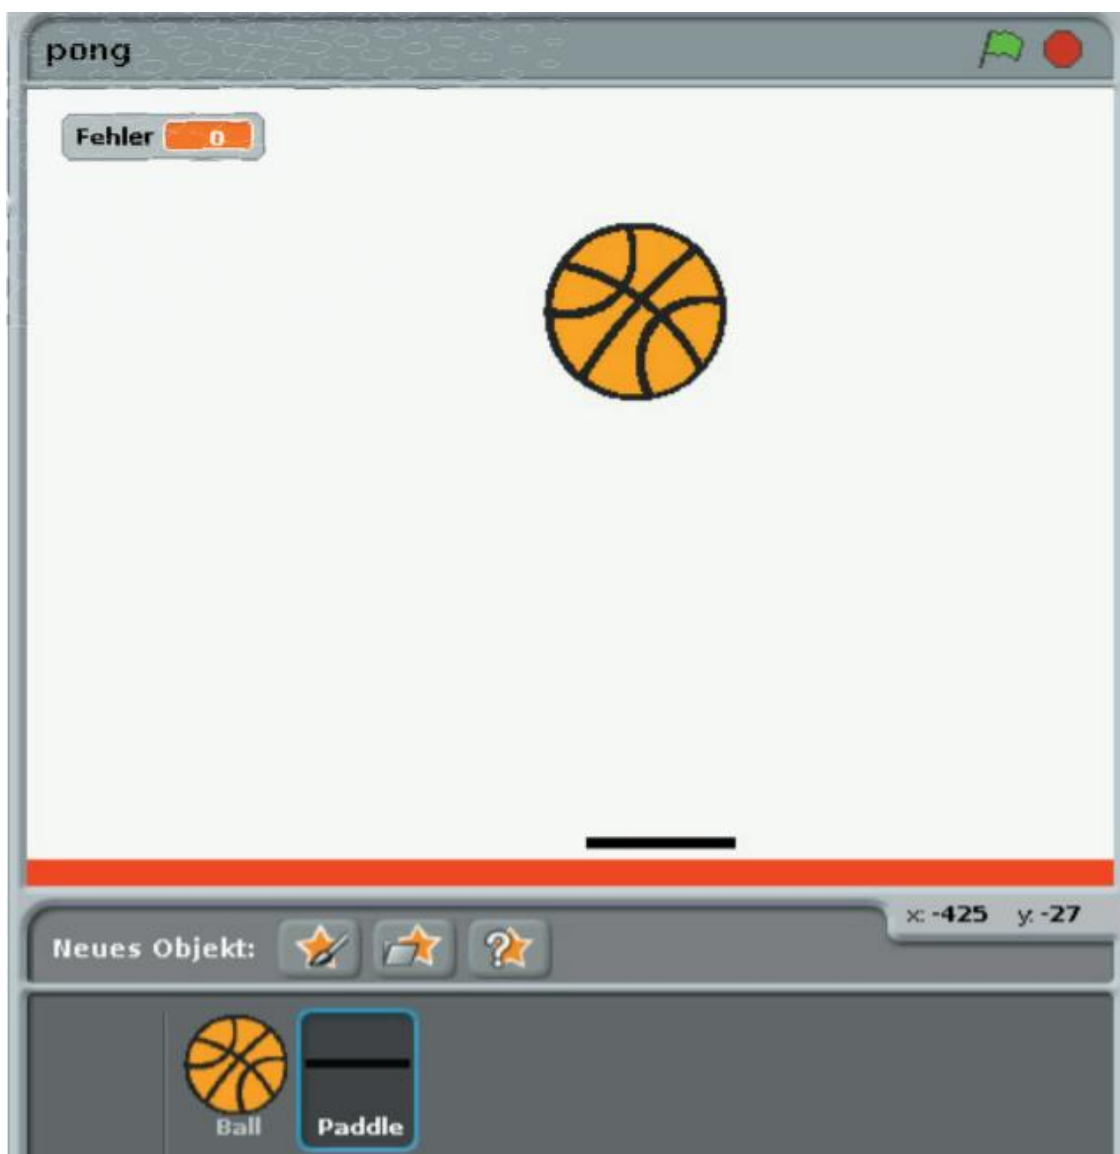 pong
Fehler 0
x: -425 y: -27
Neues Objekt:
?
Ball
Paddle